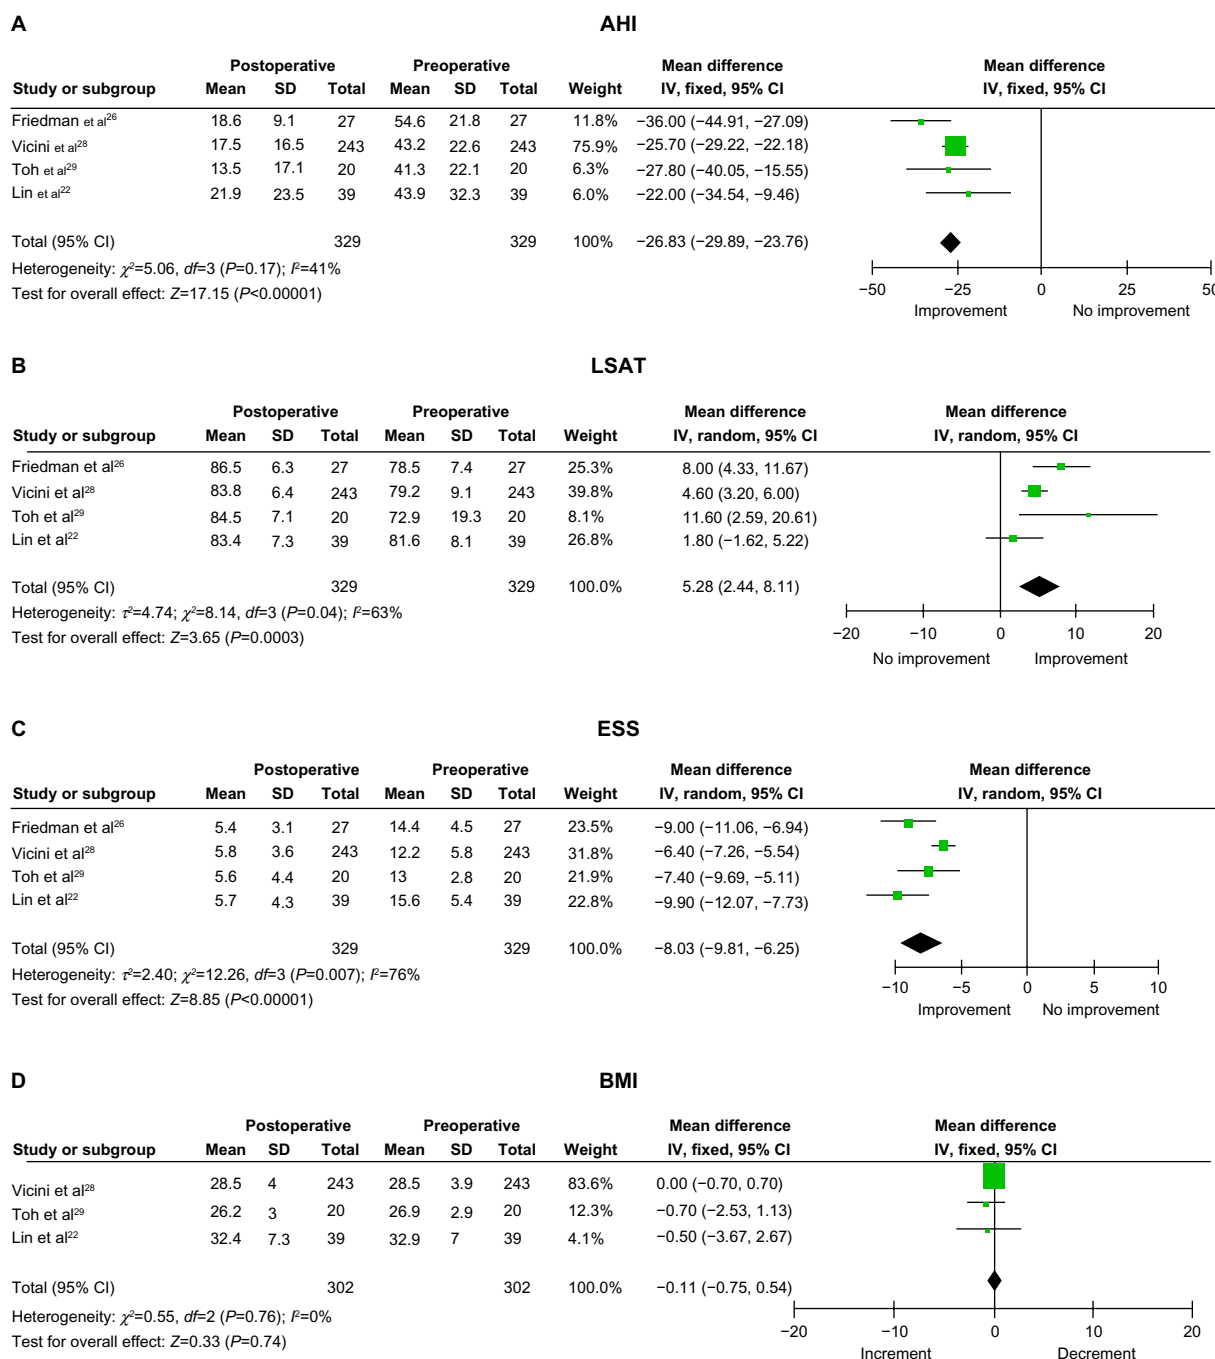 A
AHI
Postoperative Preoperative Mean difference Mean difference
Study or subgroup Mean SD Total Mean SD Total Weight IV, fixed, 95% CI IV, fixed, 95% CI
Friedman et al26 18.6 9.1 27 54.6 21.8 27 11.8% −36.00 (−44.91, −27.09)
Vicini et al28 17.5 16.5 243 43.2 22.6 243 75.9% −25.70 (−29.22, −22.18)
Toh et al29 13.5 17.1 20 41.3 22.1 20 6.3% −27.80 (−40.05, −15.55)
Lin et al22 21.9 23.5 39 43.9 32.3 39 6.0% −22.00 (−34.54, −9.46)
Total (95% CI) 329 329 100% −26.83 (−29.89, −23.76)
Heterogeneity: χ²=5.06, df=3 (P=0.17); I²=41%
Test for overall effect: Z=17.15 (P<0.00001)
−50 −25 0 25 50
Improvement No improvement
B
LSAT
Postoperative Preoperative Mean difference Mean difference
Study or subgroup Mean SD Total Mean SD Total Weight IV, random, 95% CI IV, random, 95% CI
Friedman et al26 86.5 6.3 27 78.5 7.4 27 25.3% 8.00 (4.33, 11.67)
Vicini et al28 83.8 6.4 243 79.2 9.1 243 39.8% 4.60 (3.20, 6.00)
Toh et al29 84.5 7.1 20 72.9 19.3 20 8.1% 11.60 (2.59, 20.61)
Lin et al22 83.4 7.3 39 81.6 8.1 39 26.8% 1.80 (−1.62, 5.22)
Total (95% CI) 329 329 100.0% 5.28 (2.44, 8.11)
Heterogeneity: τ²=4.74; χ²=8.14, df=3 (P=0.04); I²=63%
Test for overall effect: Z=3.65 (P=0.0003)
−20 −10 0 10 20
No improvement Improvement
C
ESS
Postoperative Preoperative Mean difference Mean difference
Study or subgroup Mean SD Total Mean SD Total Weight IV, random, 95% CI IV, random, 95% CI
Friedman et al26 5.4 3.1 27 14.4 4.5 27 23.5% −9.00 (−11.06, −6.94)
Vicini et al28 5.8 3.6 243 12.2 5.8 243 31.8% −6.40 (−7.26, −5.54)
Toh et al29 5.6 4.4 20 13 2.8 20 21.9% −7.40 (−9.69, −5.11)
Lin et al22 5.7 4.3 39 15.6 5.4 39 22.8% −9.90 (−12.07, −7.73)
Total (95% CI) 329 329 100.0% −8.03 (−9.81, −6.25)
Heterogeneity: τ²=2.40; χ²=12.26, df=3 (P=0.007); I²=76%
Test for overall effect: Z=8.85 (P<0.00001)
−10 −5 0 5 10
Improvement No improvement
D
BMI
Postoperative Preoperative Mean difference Mean difference
Study or subgroup Mean SD Total Mean SD Total Weight IV, fixed, 95% CI IV, fixed, 95% CI
Vicini et al28 28.5 4 243 28.5 3.9 243 83.6% 0.00 (−0.70, 0.70)
Toh et al29 26.2 3 20 26.9 2.9 20 12.3% −0.70 (−2.53, 1.13)
Lin et al22 32.4 7.3 39 32.9 7 39 4.1% −0.50 (−3.67, 2.67)
Total (95% CI) 302 302 100.0% −0.11 (−0.75, 0.54)
Heterogeneity: χ²=0.55, df=2 (P=0.76); I²=0%
Test for overall effect: Z=0.33 (P=0.74)
−20 −10 0 10 20
Increment Decrement